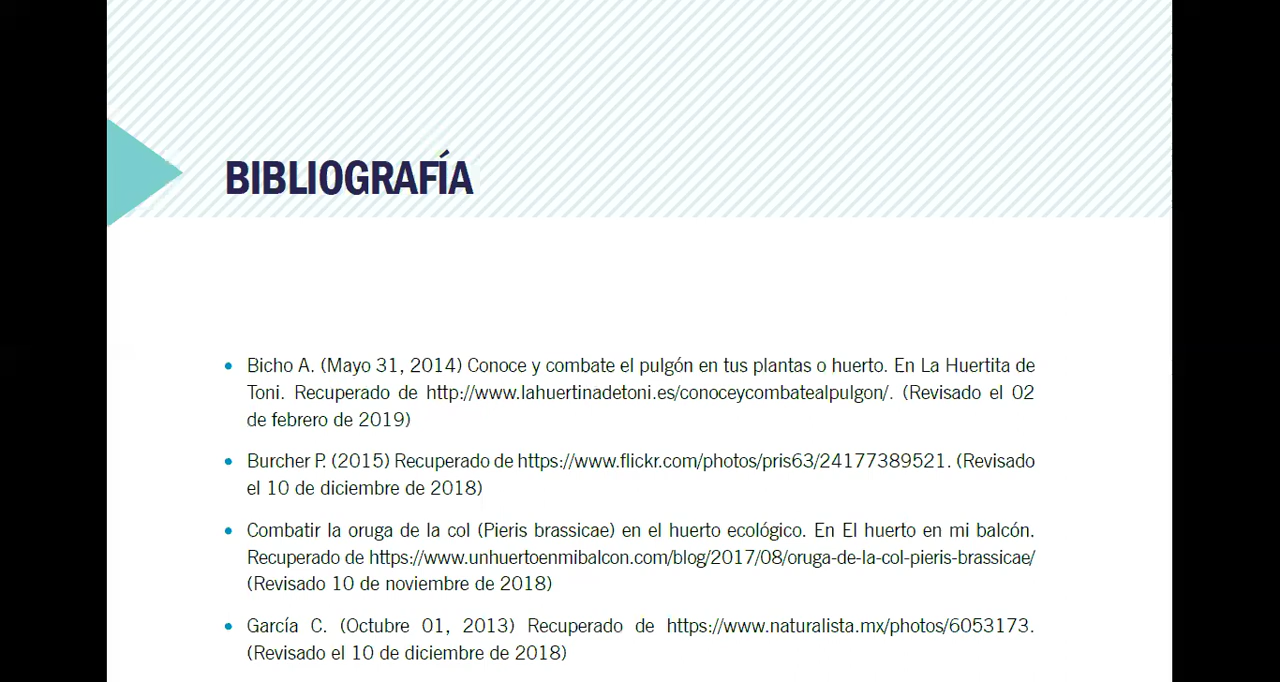 BIBLIOGRAFÍA
• Bicho A. (Mayo 31, 2014) Conoce y combate el pulgón en tus plantas o huerto. En La Huertita de
Toni. Recuperado de http://www.lahuertinadetoni.es/conoceycombatealpulgon/. (Revisado el 02
de febrero de 2019)
• Burcher P. (2015) Recuperado de https://www.flickr.com/photos/pris63/24177389521. (Revisado
el 10 de diciembre de 2018)
• Combatir la oruga de la col (Pieris brassicae) en el huerto ecológico. En El huerto en mi balcón.
Recuperado de https://www.unhuertoenmibalcon.com/blog/2017/08/oruga-de-la-col-pieris-brassicae/
(Revisado 10 de noviembre de 2018)
• García C. (Octubre 01, 2013) Recuperado de https://www.naturalista.mx/photos/6053173.
(Revisado el 10 de diciembre de 2018)